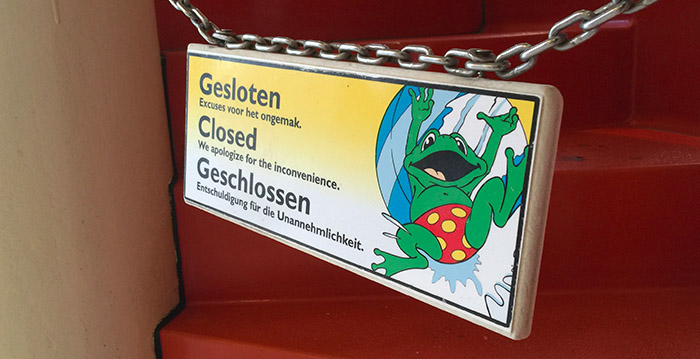 Gesloten
Excuses voor het ongemak.
Closed
We apologize for the inconvenience.
Geschlossen
Entschuldigung für die Unannehmlichkeit.